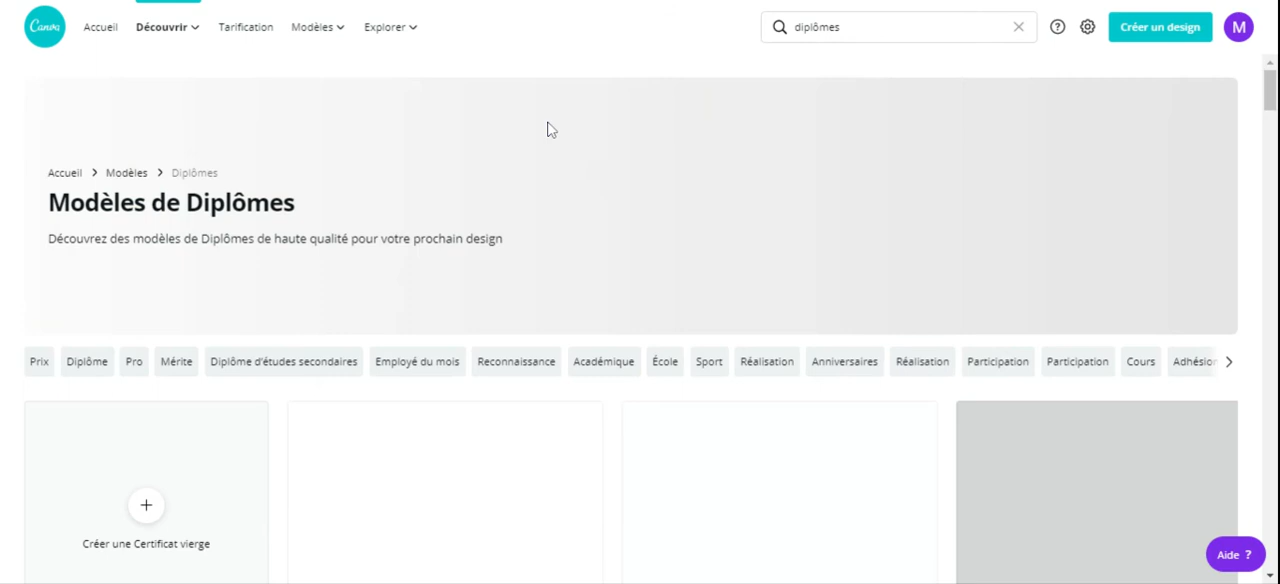 Canva Accueil Découvrir Tarification Modèles Explorer diplômes Créer un design M
Accueil > Modèles > Diplômes
Modèles de Diplômes
Découvrez des modèles de Diplômes de haute qualité pour votre prochain design
Prix Diplôme Pro Mérite Diplôme d'études secondaires Employé du mois Reconnaissance Académique École Sport Réalisation Anniversaires Réalisation Participation Participation Cours Adhésion
Créer une Certificat vierge
Aide ?